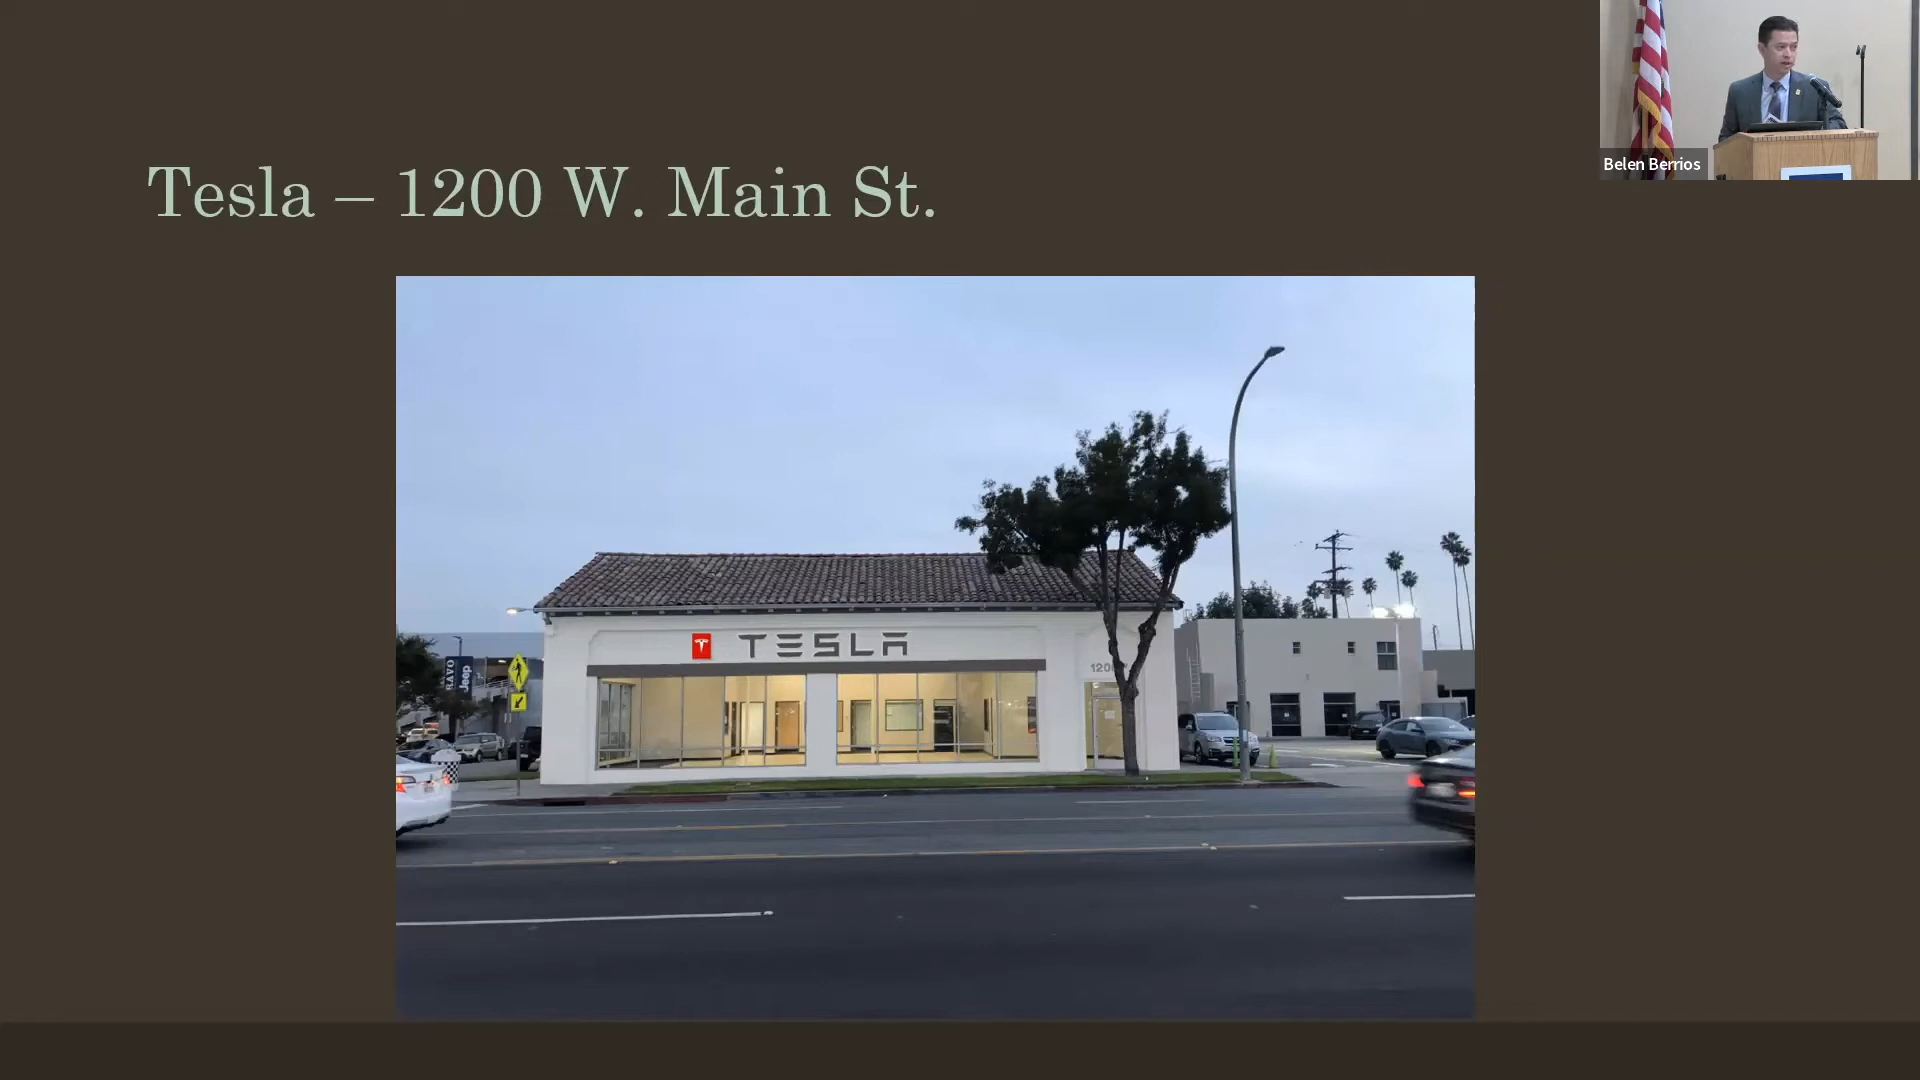 Tesla – 1200 W. Main St.
Belen Berrios
TESLA
Jeep